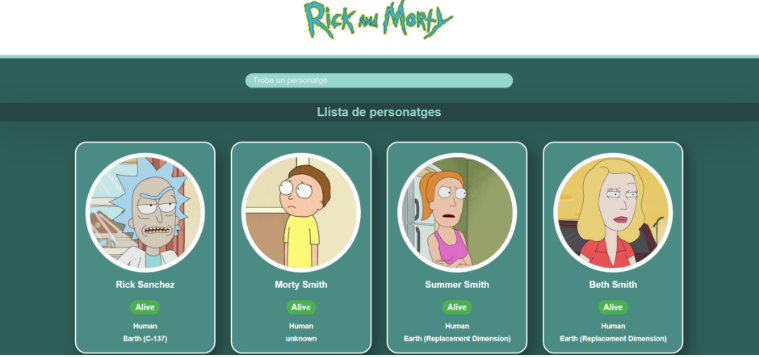 Rick and Morty
Troba un personatge
Llista de personatges
Rick Sanchez
Alive
Human
Earth (C-137)
Morty Smith
Alive
Human
unknown
Summer Smith
Alive
Human
Earth (Replacement Dimension)
Beth Smith
Alive
Human
Earth (Replacement Dimension)